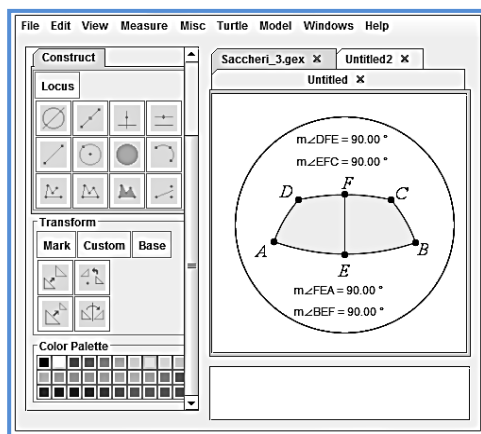 File Edit View Measure Misc Turtle Model Windows Help
Construct
Locus
Transform
Mark Custom Base
Color Palette
Saccheri_3.gex × Untitled2 ×
Untitled ×
m∠DFE = 90.00 °
m∠EFC = 90.00 °
D F C
A E B
m∠FEA = 90.00 °
m∠BEF = 90.00 °